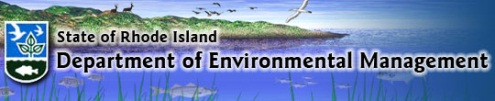 State of Rhode Island
Department of Environmental Management